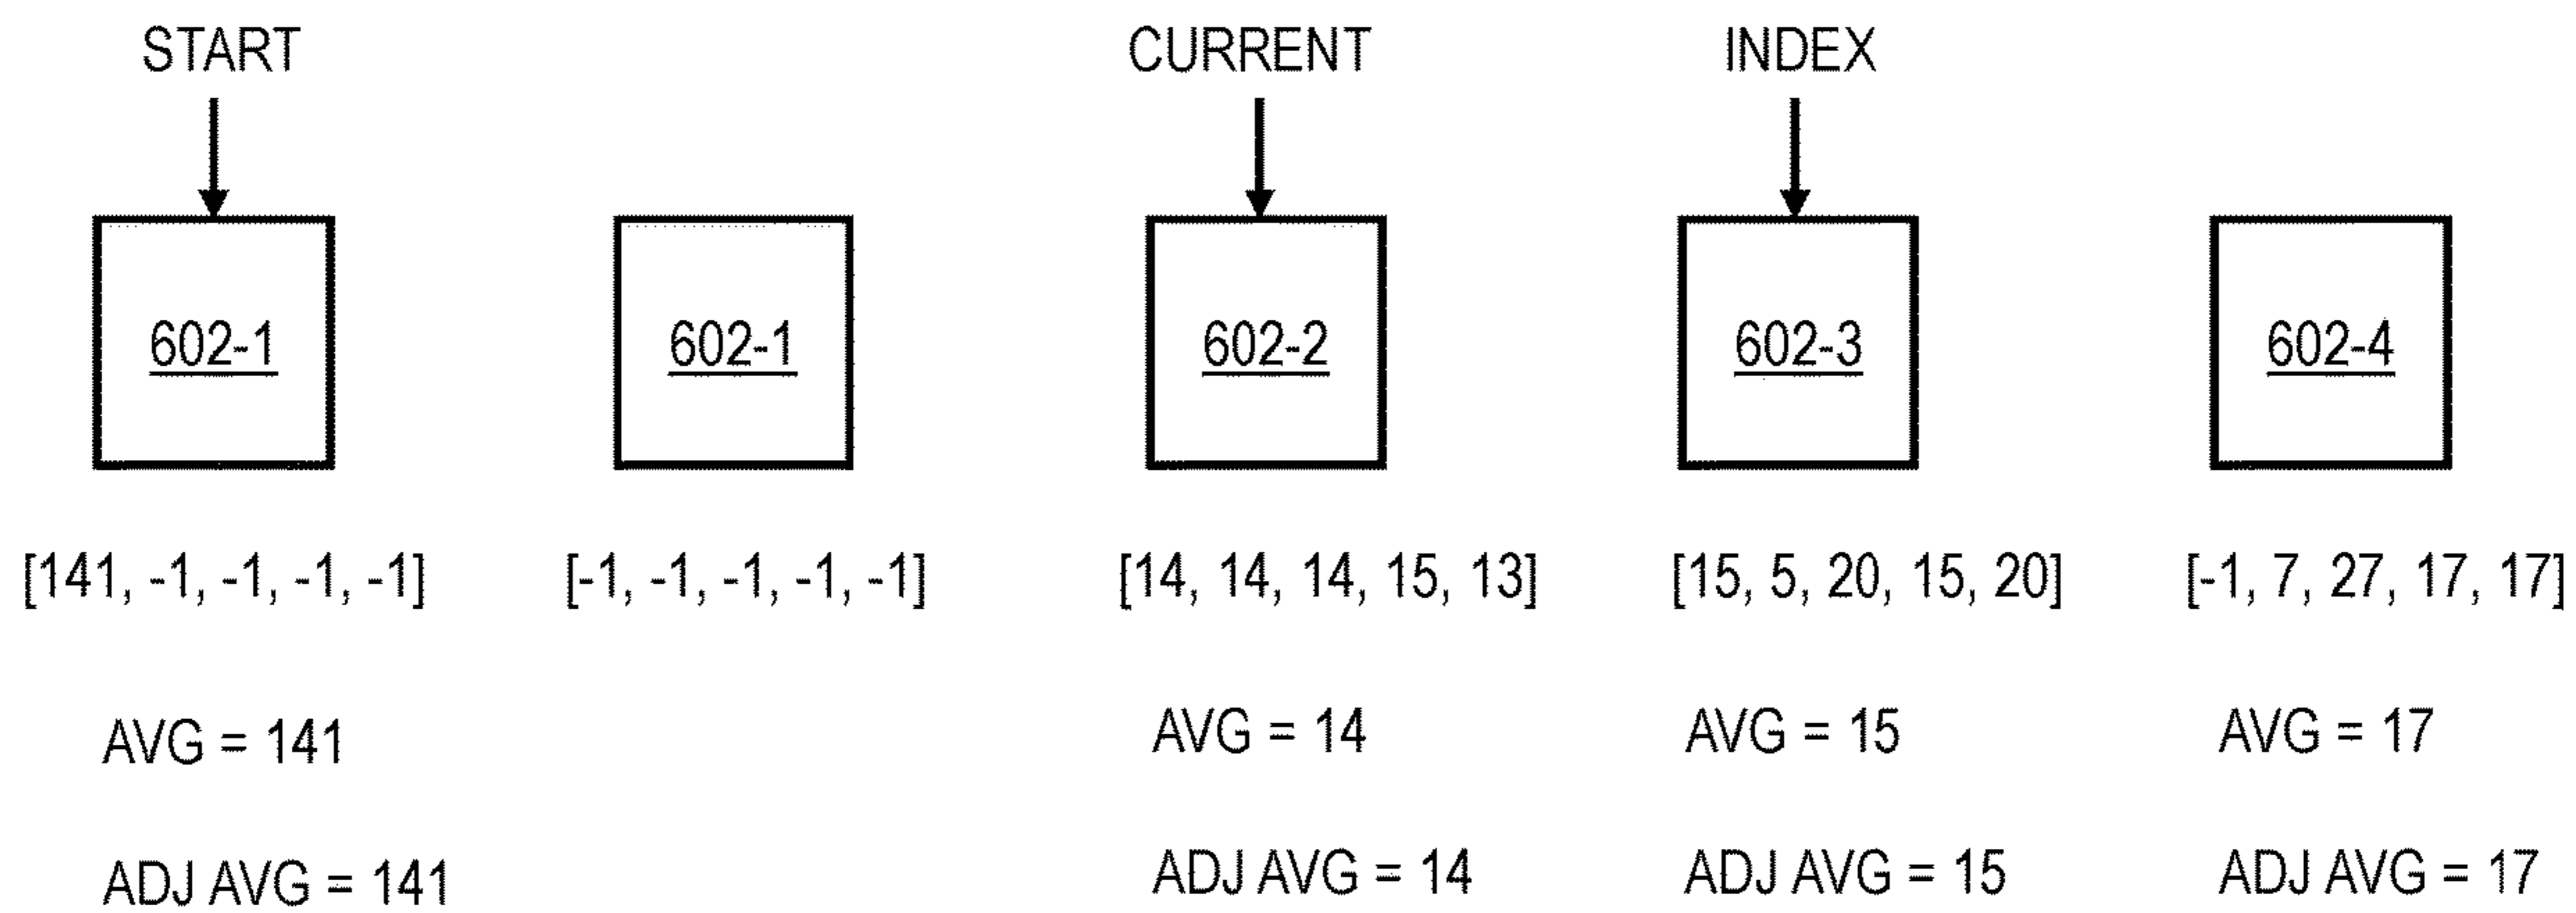 START CURRENT INDEX
602-1 602-1 602-2 602-3 602-4
[141, -1, -1, -1, -1] [-1, -1, -1, -1, -1] [14, 14, 14, 15, 13] [15, 5, 20, 15, 20] [-1, 7, 27, 17, 17]
AVG = 141 AVG = 14 AVG = 15 AVG = 17
ADJ AVG = 141 ADJ AVG = 14 ADJ AVG = 15 ADJ AVG = 17